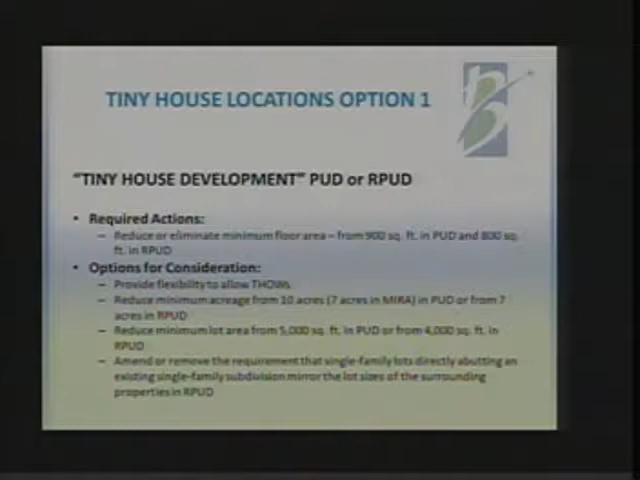 TINY HOUSE LOCATIONS OPTION 1
"TINY HOUSE DEVELOPMENT" PUD or RPUD
• Required Actions:
– Reduce or eliminate minimum floor area – from 900 sq. ft. in PUD and 800 sq.
ft. in RPUD
• Options for Consideration:
– Provide flexibility to allow THOWs
– Reduce minimum acreage from 10 acres (7 acres in MIRA) in PUD or from 7
acres in RPUD
– Reduce minimum lot area from 5,000 sq. ft. in PUD or from 4,000 sq. ft. in
RPUD
– Amend or remove the requirement that single-family lots directly abutting an
existing single-family subdivision mirror the lot sizes of the surrounding
properties in RPUD